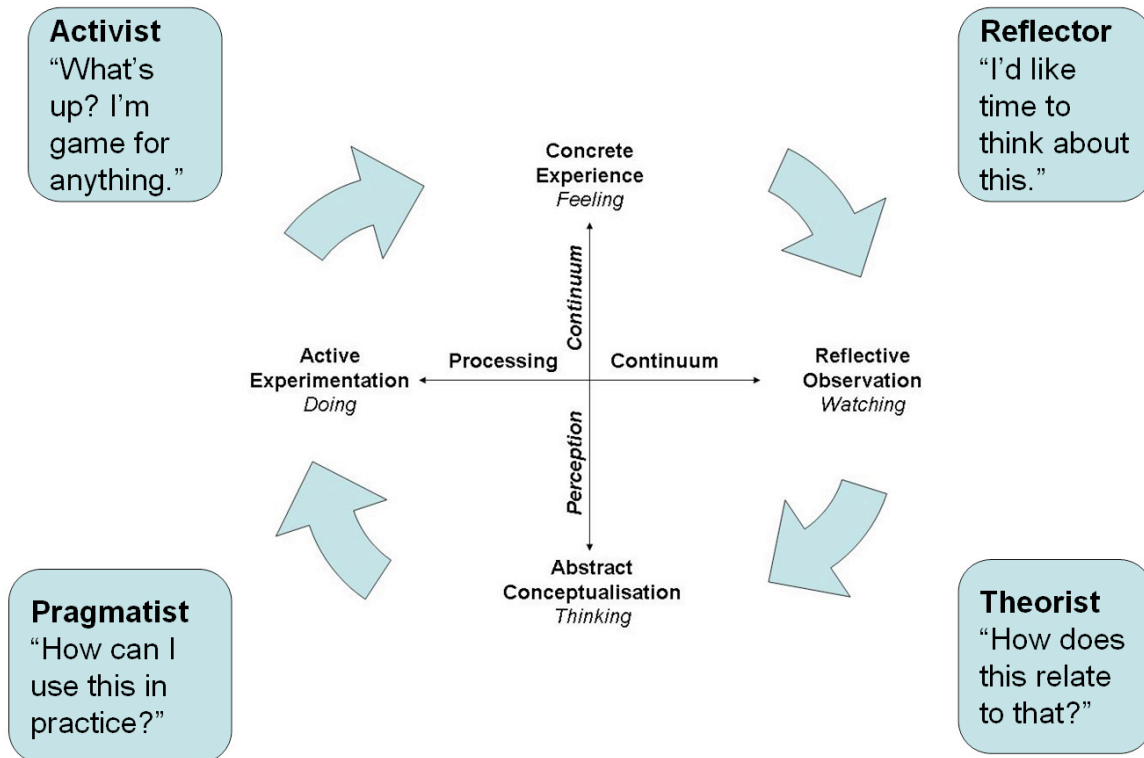 Activist
“What’s
up? I’m
game for
anything.”
Reflector
“I’d like
time to
think about
this.”
Concrete
Experience
Feeling
Continuum
Active
Experimentation
Doing
Processing
Continuum
Reflective
Observation
Watching
Perception
Abstract
Conceptualisation
Thinking
Pragmatist
“How can I
use this in
practice?”
Theorist
“How does
this relate
to that?”